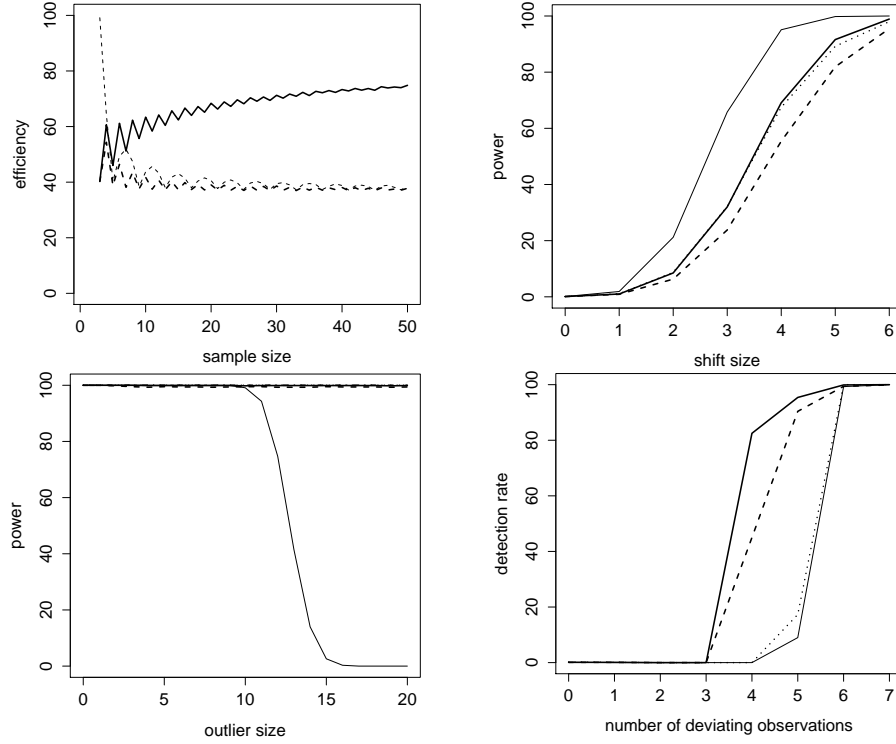 efficiency
0 20 40 60 80 100
0 10 20 30 40 50
sample size
power
0 20 40 60 80 100
0 1 2 3 4 5 6
shift size
power
0 20 40 60 80 100
0 5 10 15 20
outlier size
detection rate
0 20 40 60 80 100
0 1 2 3 4 5 6 7
number of deviating observations